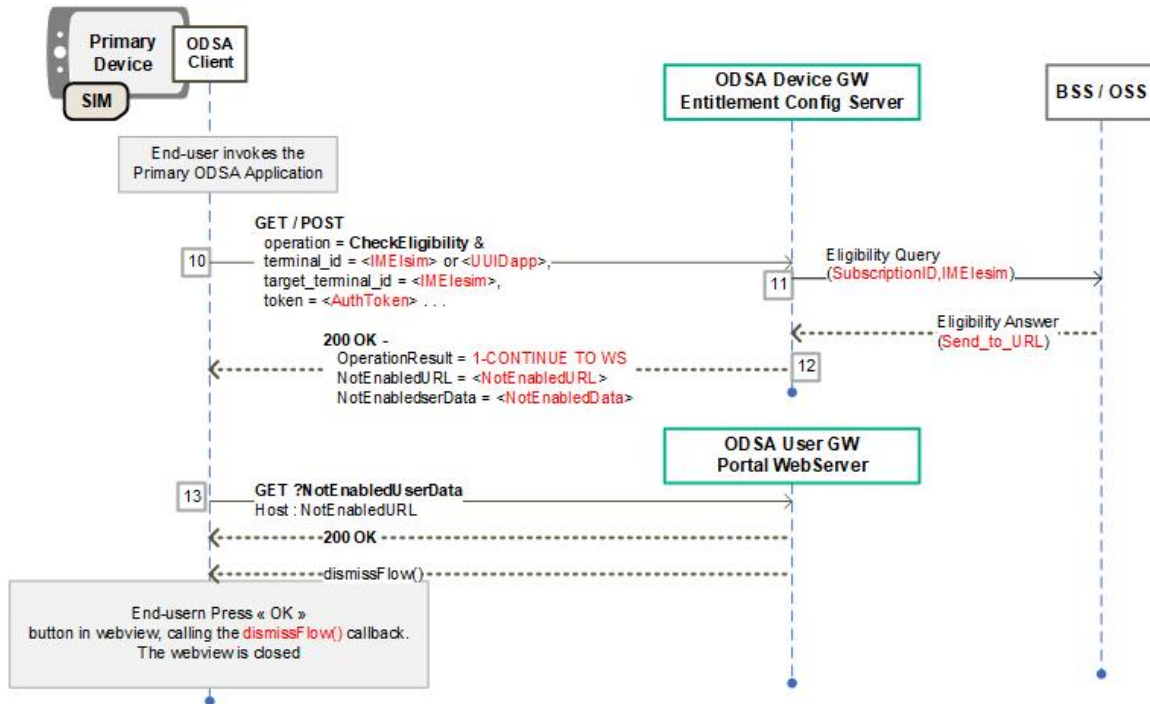 Primary
Device
ODSA
Client
SIM
ODSA Device GW
Entitlement Config Server
BSS / OSS
End-user invokes the
Primary ODSA Application
10
GET / POST
operation = CheckEligibility &
terminal_id = <IMEIsim> or <UUIDapp>,
target_terminal_id = <IMEIesim>,
token = <AuthToken> . . .
11
Eligibility Query
(SubscriptionID,IMEIesim)
Eligibility Answer
(Send_to_URL)
12
200 OK -
OperationResult = 1-CONTINUE TO WS
NotEnabledURL = <NotEnabledURL>
NotEnabledserData = <NotEnabledData>
ODSA User GW
Portal WebServer
13
GET ?NotEnabledUserData
Host : NotEnabledURL
200 OK
dismissFlow()
End-usern Press « OK »
button in webview, calling the dismissFlow() callback.
The webview is closed